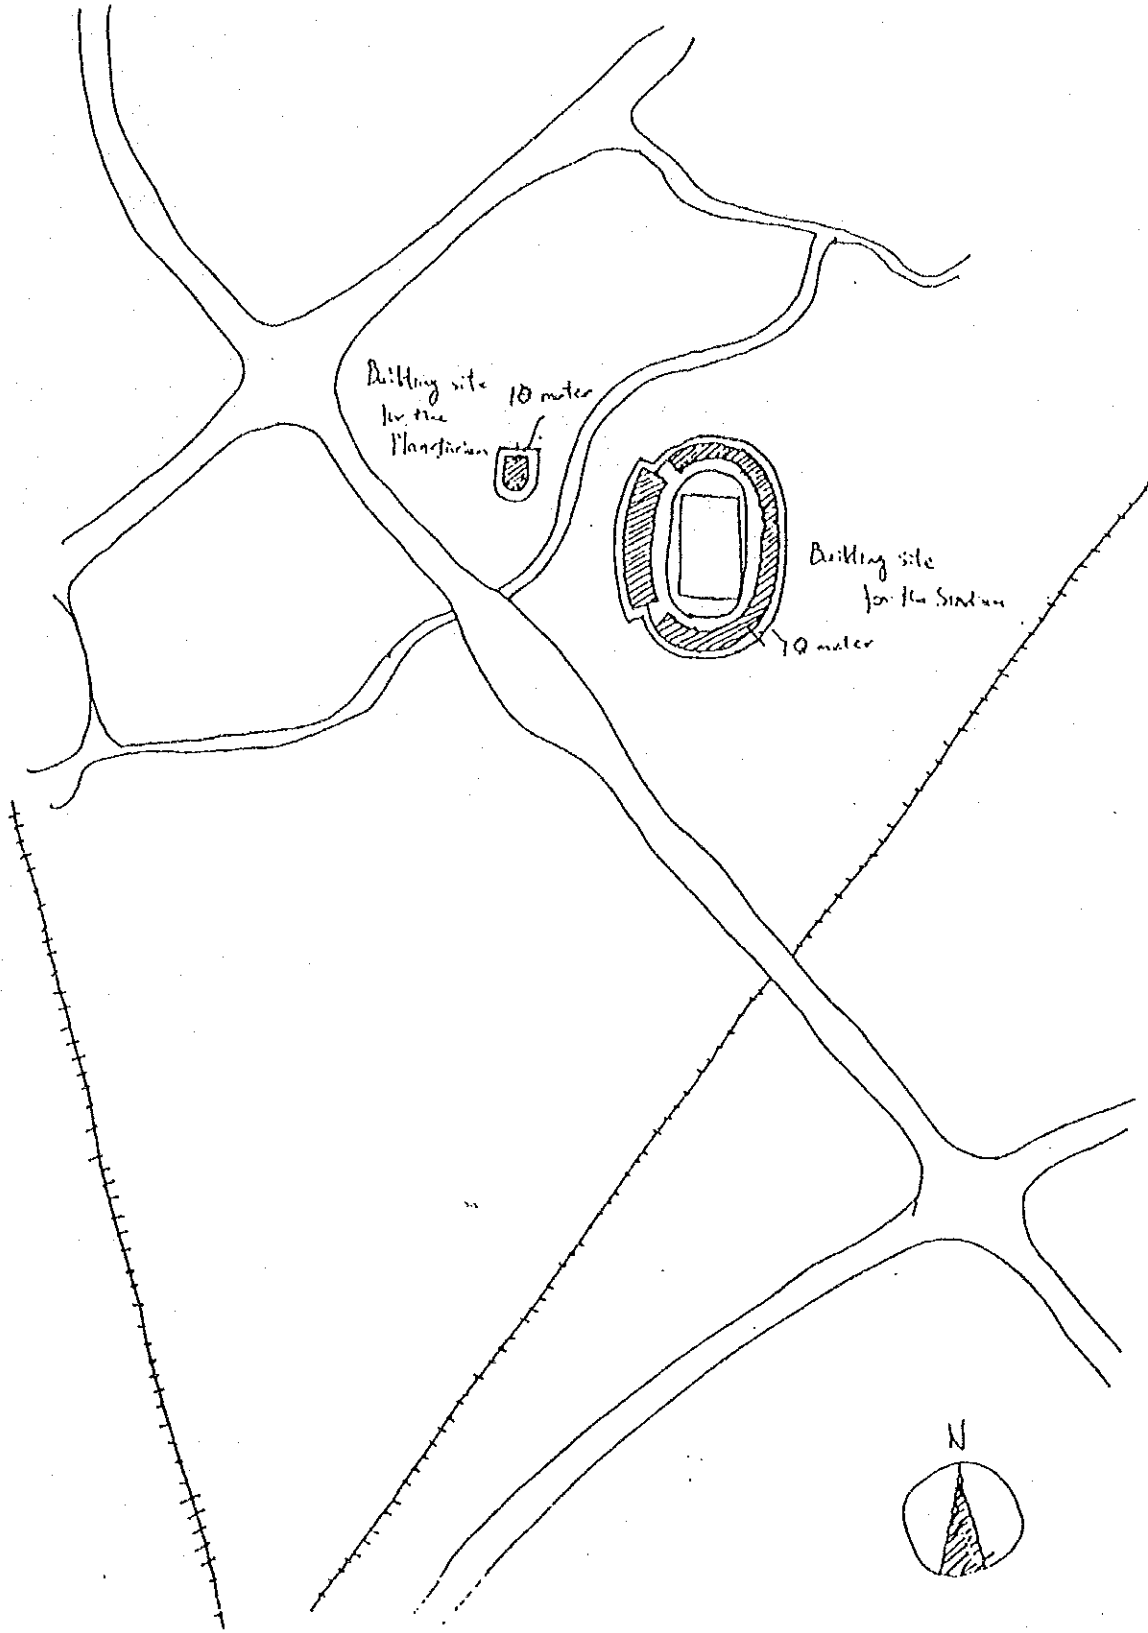 Building site
for the
Planetarium
10 meter
Building site
for the Stadium
10 meter
N